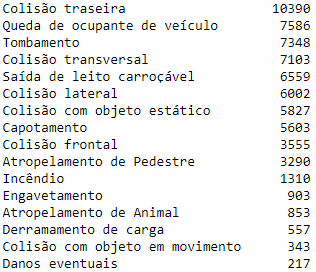 Colisão traseira 10390
Queda de ocupante de veículo 7586
Tombamento 7348
Colisão transversal 7103
Saída de leito carroçável 6559
Colisão lateral 6002
Colisão com objeto estático 5827
Capotamento 5603
Colisão frontal 3555
Atropelamento de Pedestre 3290
Incêndio 1310
Engavetamento 903
Atropelamento de Animal 853
Derramamento de carga 557
Colisão com objeto em movimento 343
Danos eventuais 217